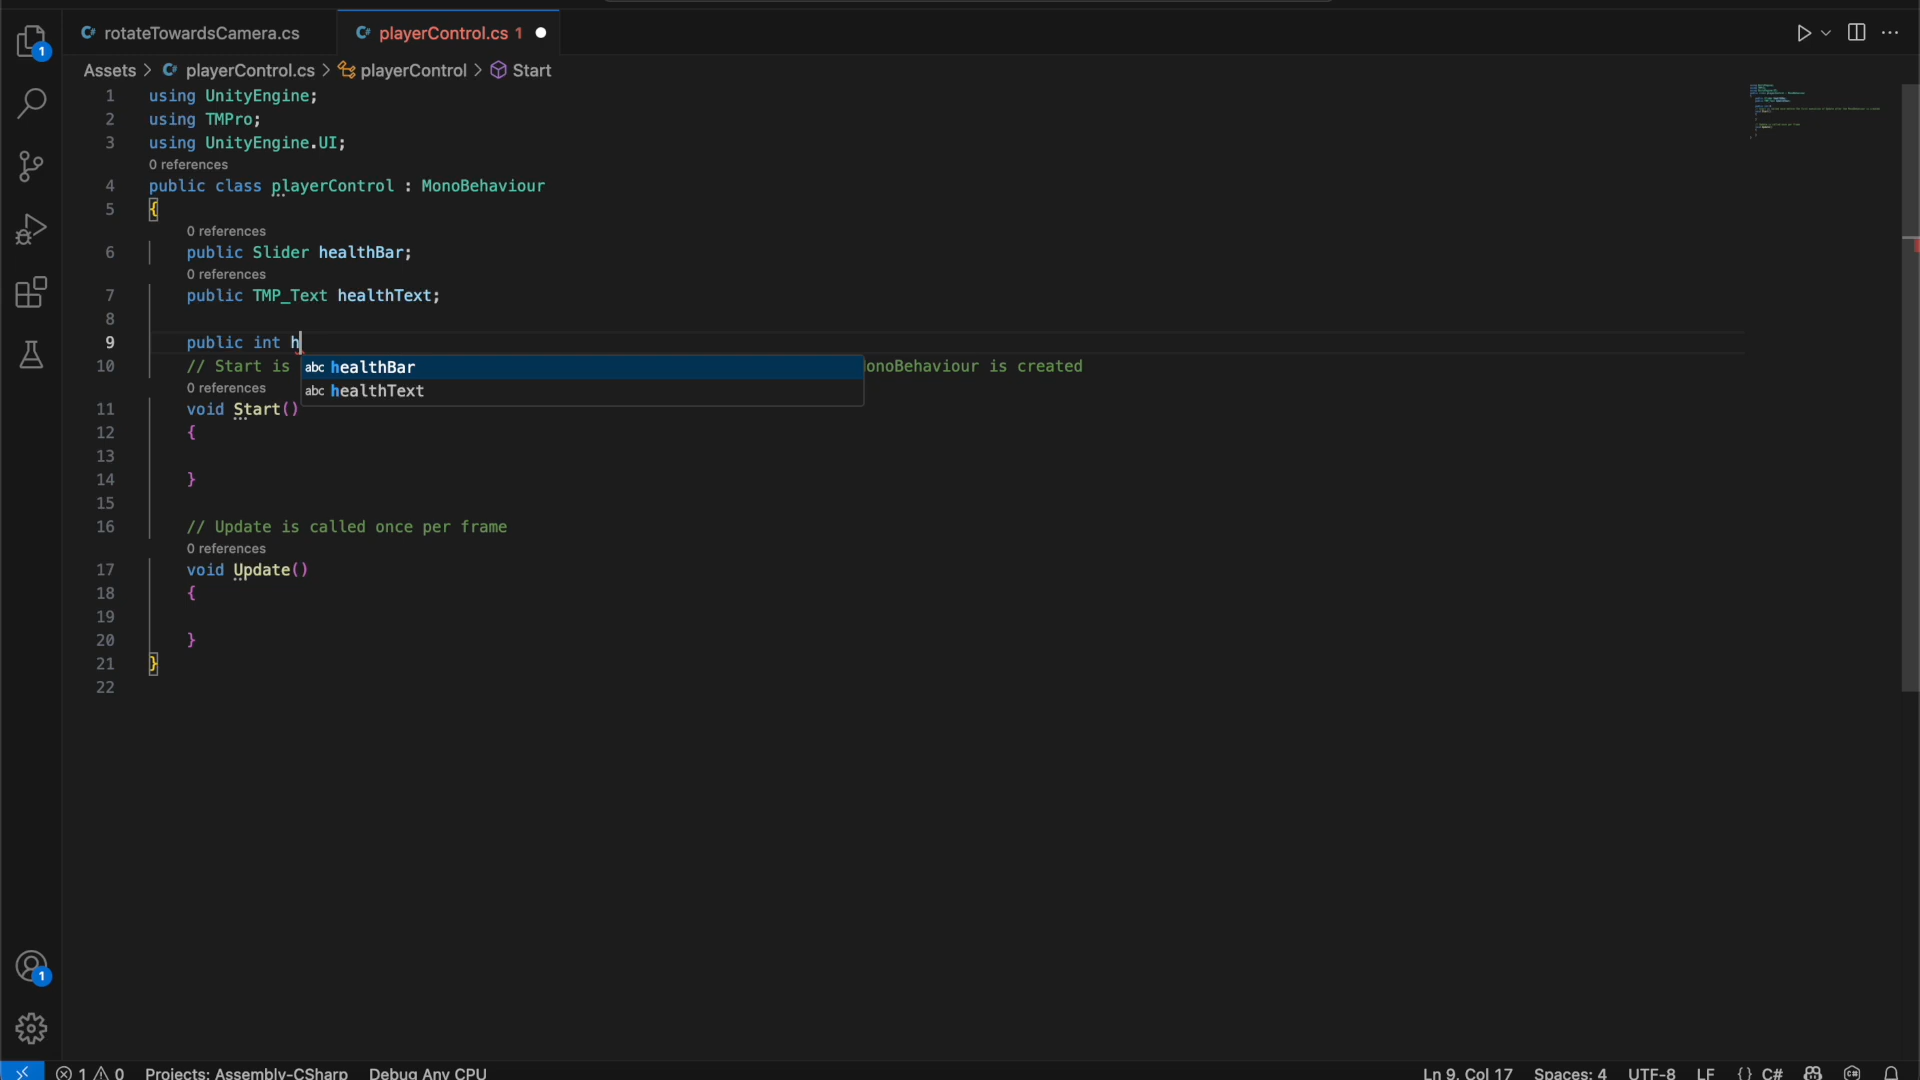 1
rotateTowardsCamera.cs
playerControl.cs 1
Assets > playerControl.cs > playerControl > Start
1 using UnityEngine;
2 using TMPro;
3 using UnityEngine.UI;
0 references
4 public class playerControl : MonoBehaviour
5 {
0 references
6 public Slider healthBar;
0 references
7 public TMP_Text healthText;
8
9 public int h
abc healthBar
abc healthText
10 // Start is onoBehaviour is created
0 references
11 void Start()
12 {
13
14 }
15
16 // Update is called once per frame
0 references
17 void Update()
18 {
19
20 }
21 }
22
1
1 0 Projects: Assembly-CSharp Debug Any CPU Ln 9, Col 17 Spaces: 4 UTF-8 LF {} C#